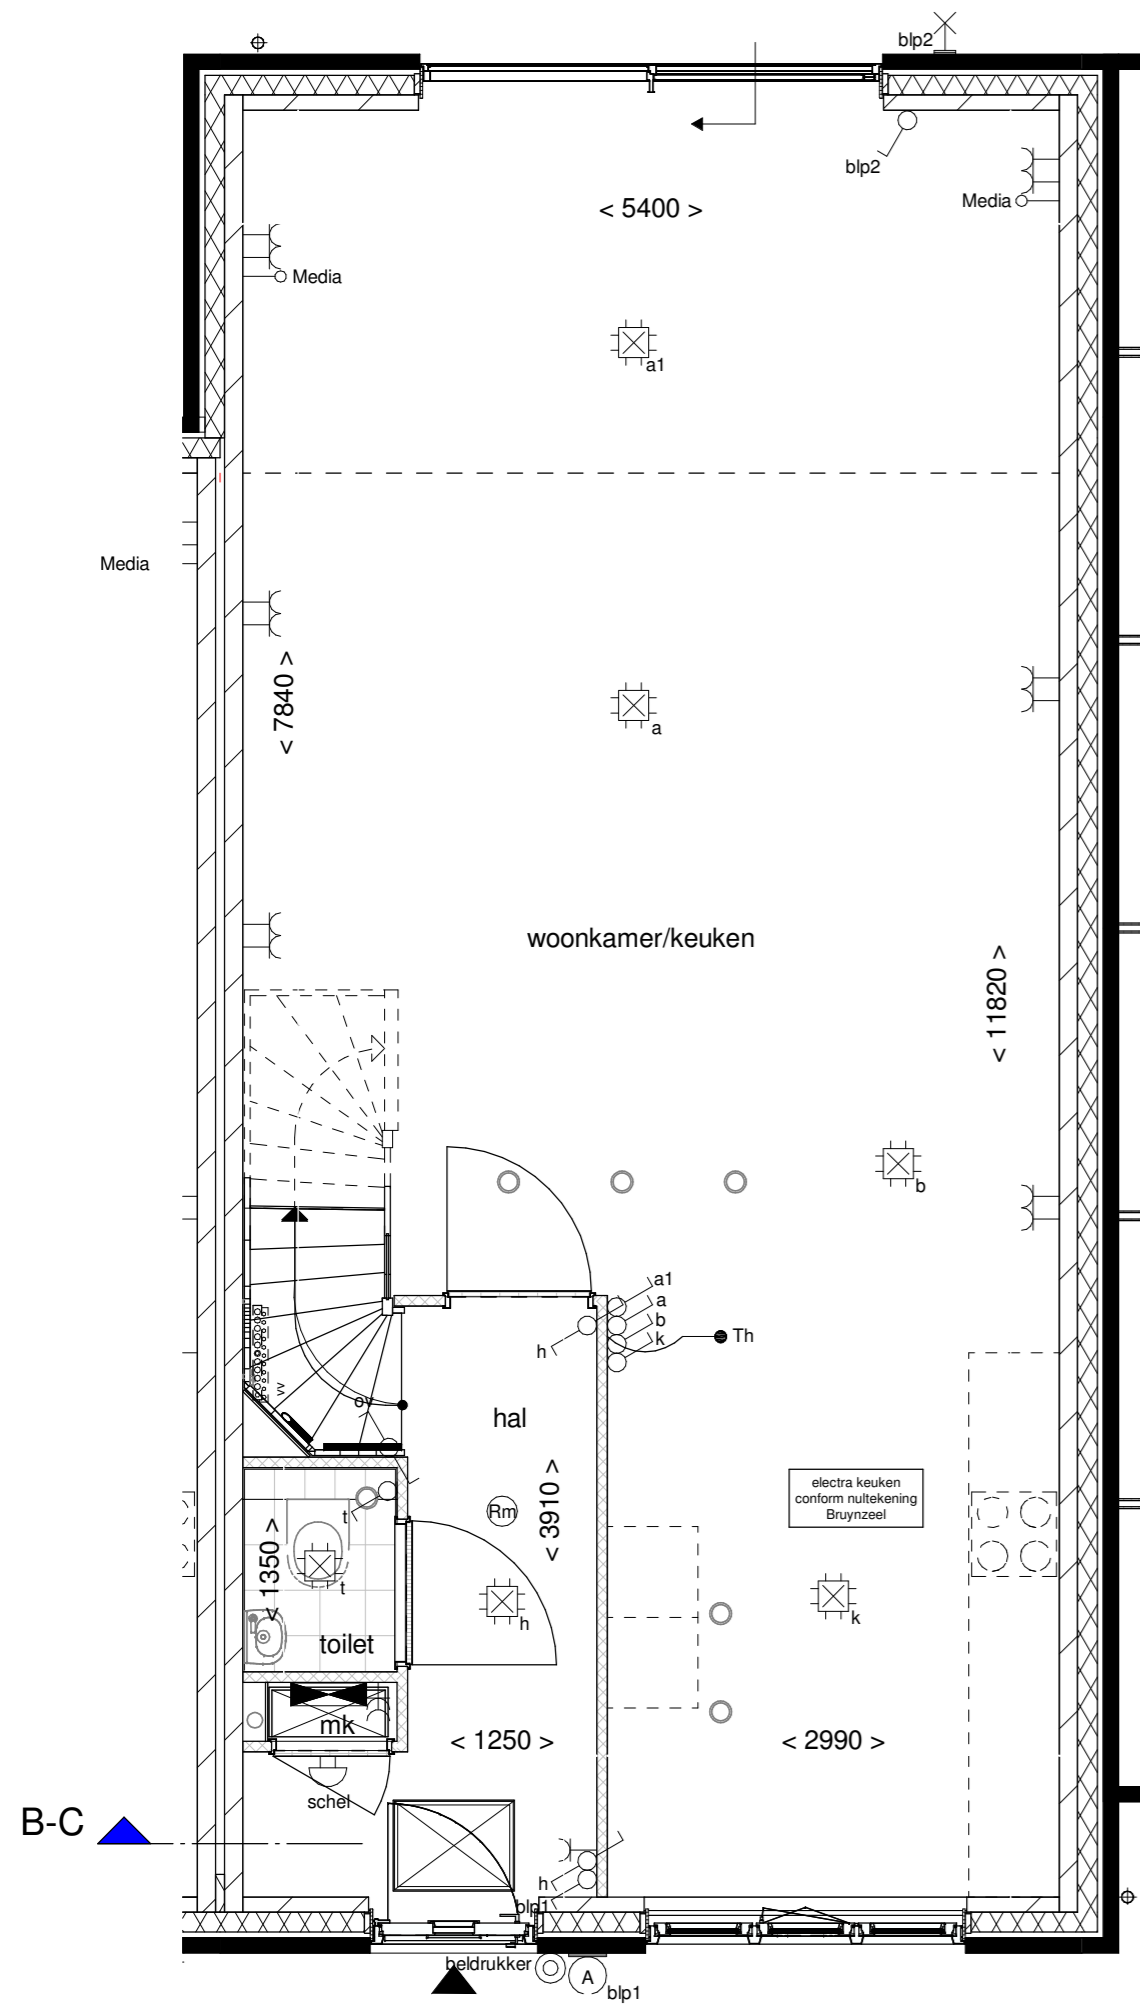 blp2
blp2
< 5400 >
Media
Media
a1
Media
< 7840 >
a
woonkamer/keuken
< 11820 >
b
a1
a
b
k
h
Th
vv
ov
hal
electra keuken
conform nultekening
Bruynzeel
Rm
< 3910 >
t
< 1350 >
t
h
k
toilet
mk
< 1250 >
< 2990 >
schel
B-C
h
blp1
beldrukker
A
blp1